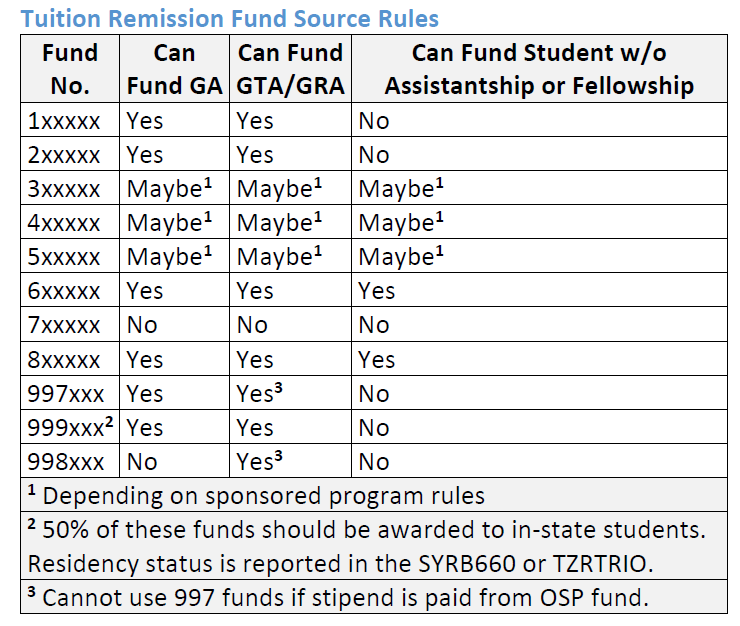 Tuition Remission Fund Source Rules
Fund No. Can Fund GA Can Fund GTA/GRA Can Fund Student w/o Assistantship or Fellowship
1xxxxx Yes Yes No
2xxxxx Yes Yes No
3xxxxx Maybe¹ Maybe¹ Maybe¹
4xxxxx Maybe¹ Maybe¹ Maybe¹
5xxxxx Maybe¹ Maybe¹ Maybe¹
6xxxxx Yes Yes Yes
7xxxxx No No No
8xxxxx Yes Yes Yes
997xxx Yes Yes³ No
999xxx² Yes Yes No
998xxx No Yes³ No
¹ Depending on sponsored program rules
² 50% of these funds should be awarded to in-state students.
Residency status is reported in the SYRB660 or TZRTRIO.
³ Cannot use 997 funds if stipend is paid from OSP fund.